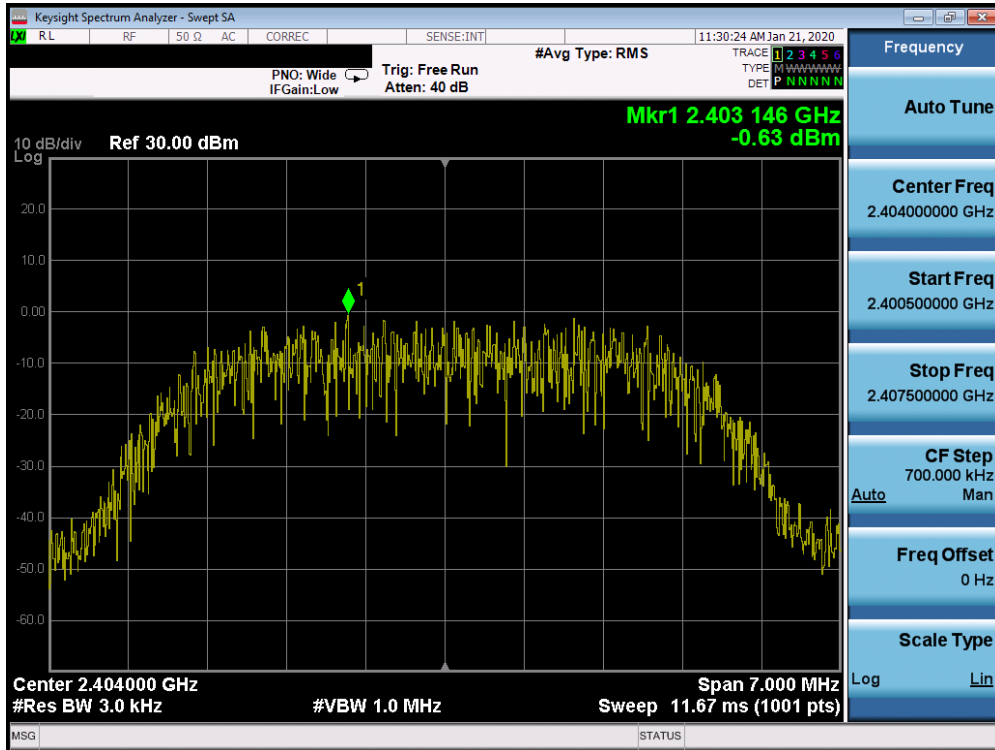 Keysight Spectrum Analyzer - Swept SA
LXI RL RF 50 Ω AC CORREC SENSE:INT 11:30:24 AM Jan 21, 2020
#Avg Type: RMS TRACE 1 2 3 4 5 6
PNO: Wide Trig: Free Run TYPE M WWWWW
IFGain:Low Atten: 40 dB DET P N N N N N
Mkr1 2.403 146 GHz
-0.63 dBm
10 dB/div Ref 30.00 dBm
Log
20.0
10.0
1
0.00
-10.0
-20.0
-30.0
-40.0
-50.0
-60.0
Center 2.404000 GHz Span 7.000 MHz
#Res BW 3.0 kHz #VBW 1.0 MHz Sweep 11.67 ms (1001 pts)
MSG STATUS
Frequency
Auto Tune
Center Freq
2.404000000 GHz
Start Freq
2.400500000 GHz
Stop Freq
2.407500000 GHz
CF Step
700.000 kHz
Auto Man
Freq Offset
0 Hz
Scale Type
Log Lin